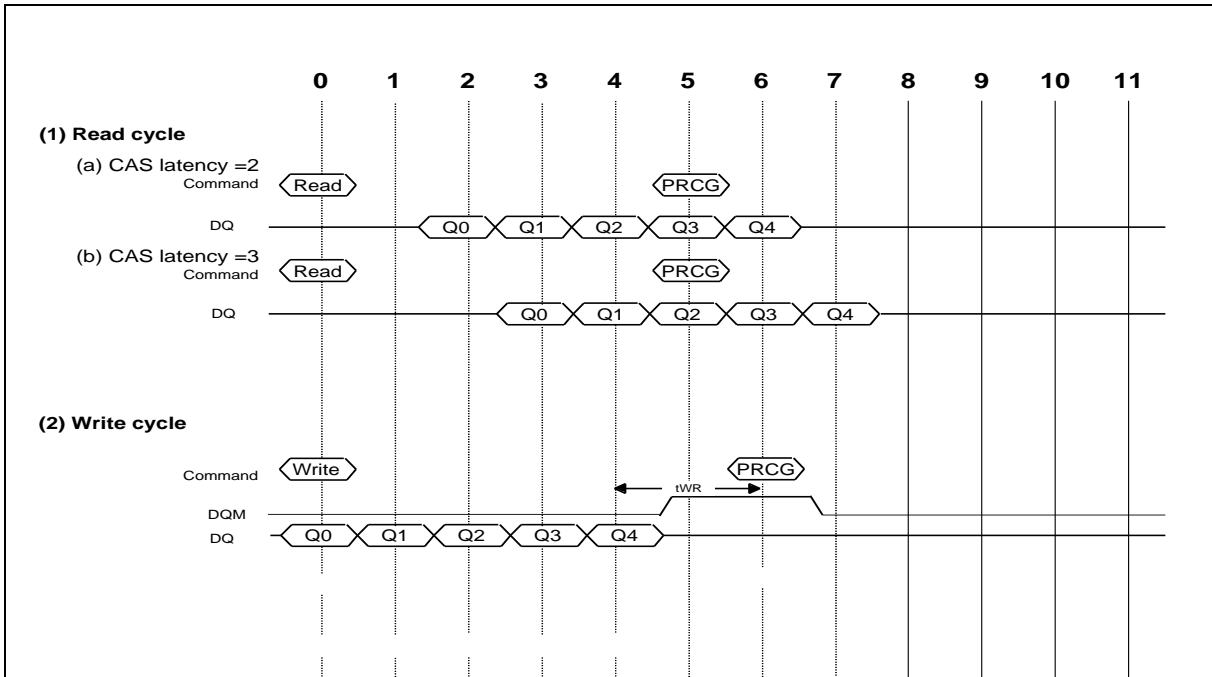 0 1 2 3 4 5 6 7 8 9 10 11
(1) Read cycle
(a) CAS latency =2
Command Read PRCG
DQ Q0 Q1 Q2 Q3 Q4
(b) CAS latency =3
Command Read PRCG
DQ Q0 Q1 Q2 Q3 Q4
(2) Write cycle
Command Write PRCG
tWR
DQM
DQ Q0 Q1 Q2 Q3 Q4